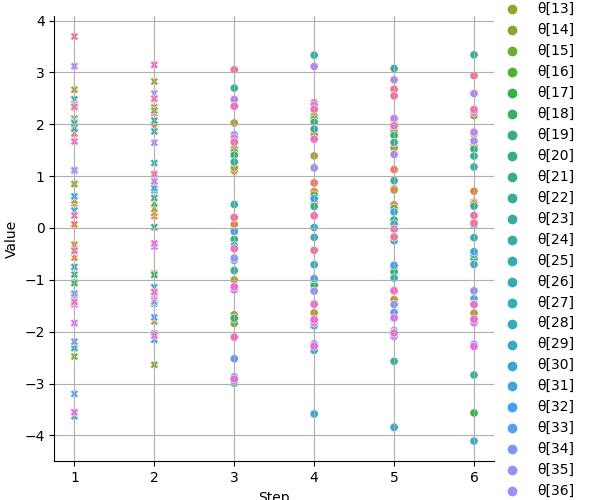 4
3
2
1
0
−1
−2
−3
−4
Value
1 2 3 4 5 6
Step
θ[13]
θ[14]
θ[15]
θ[16]
θ[17]
θ[18]
θ[19]
θ[20]
θ[21]
θ[22]
θ[23]
θ[24]
θ[25]
θ[26]
θ[27]
θ[28]
θ[29]
θ[30]
θ[31]
θ[32]
θ[33]
θ[34]
θ[35]
θ[36]